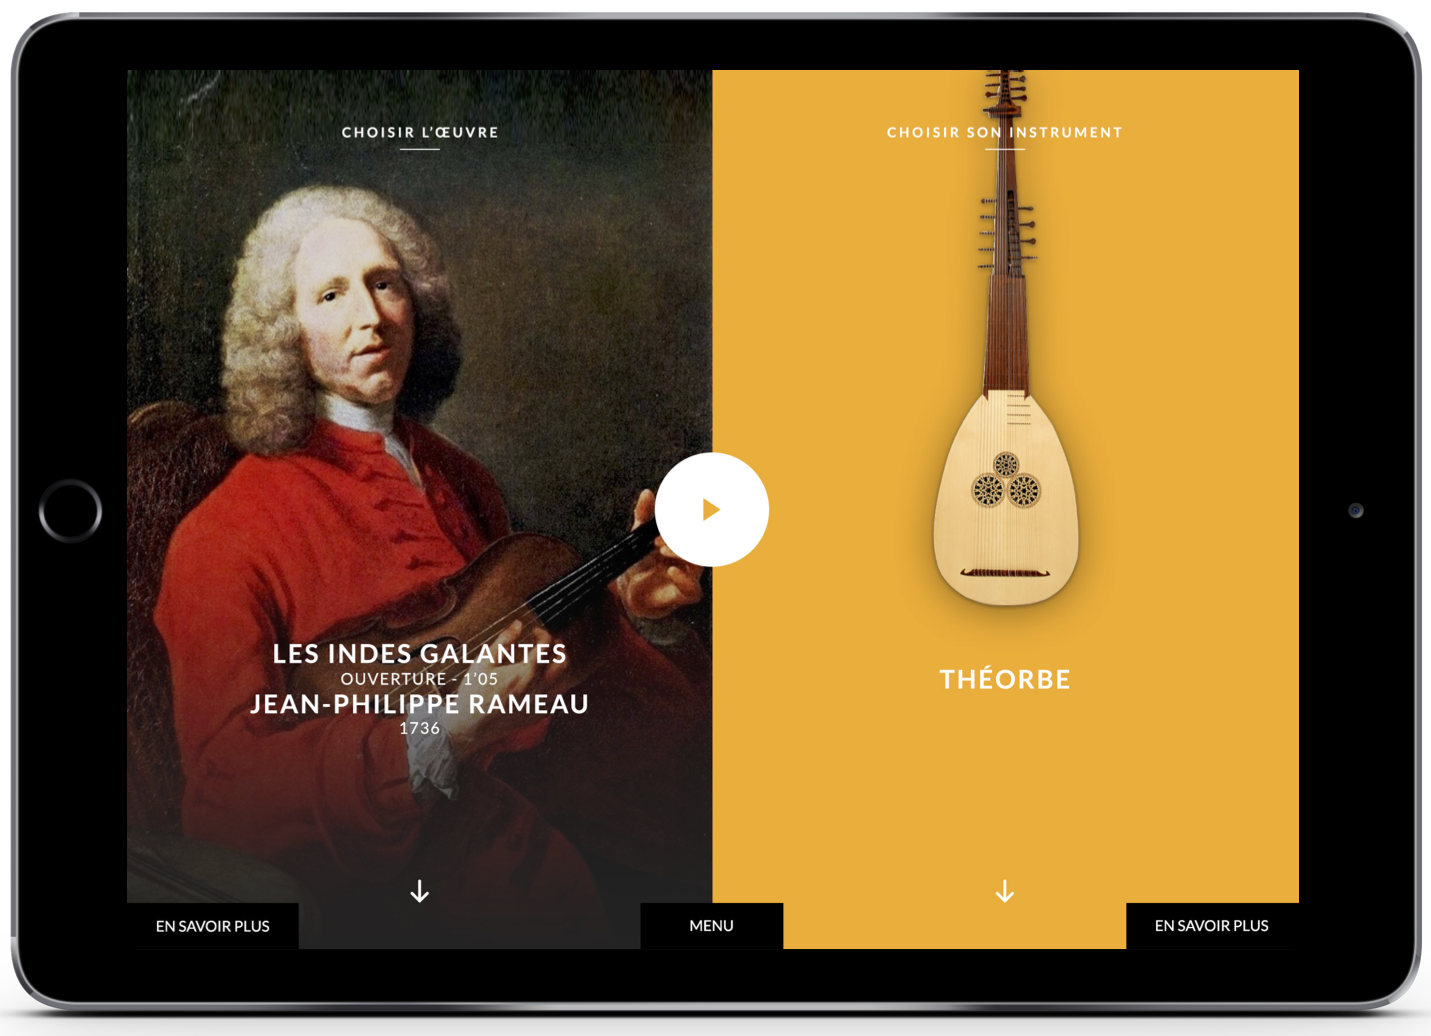 CHOISIR L'ŒUVRE
LES INDES GALANTES
OUVERTURE - 1'05
JEAN-PHILIPPE RAMEAU
1736
EN SAVOIR PLUS
MENU
CHOISIR SON INSTRUMENT
THÉORBE
EN SAVOIR PLUS